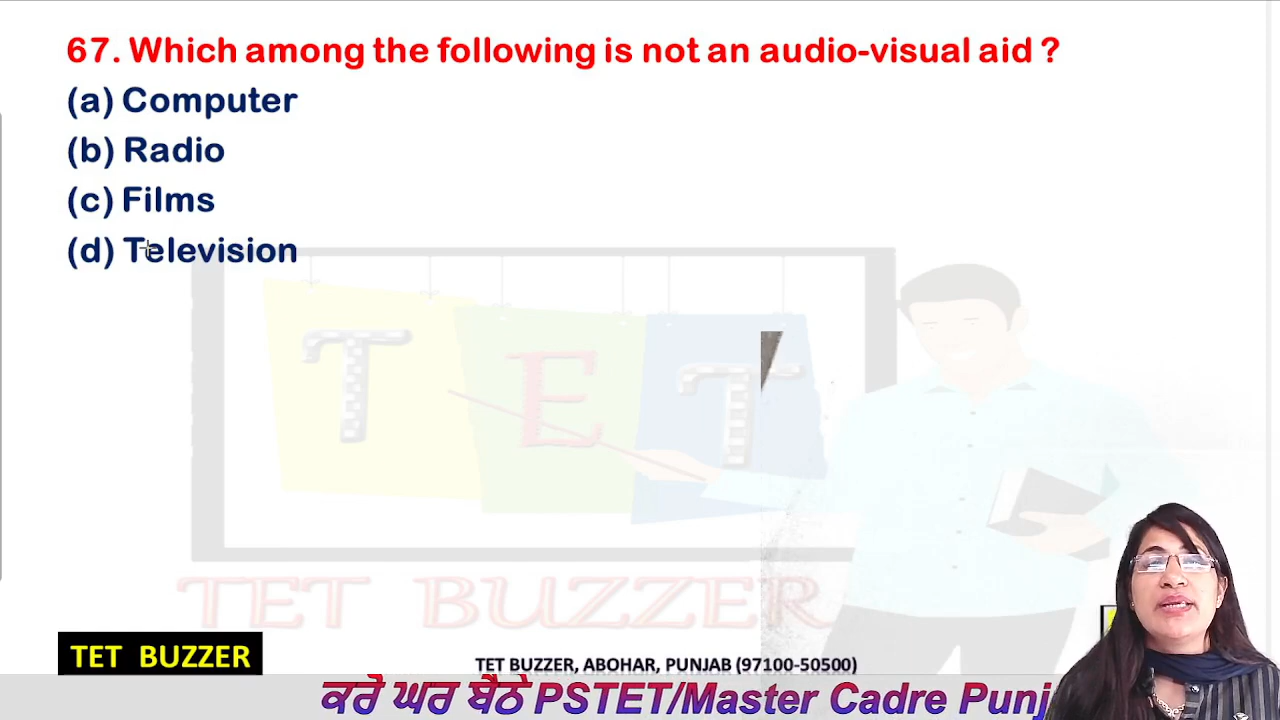 67. Which among the following is not an audio-visual aid ?
(a) Computer
(b) Radio
(c) Films
(d) Television
T E T
TET BUZZER
TET BUZZER
TET BUZZER, ABOHAR, PUNJAB (97100-50500)
ਕਰੋ ਘਰ ਬੈਠੇ PSTET/Master Cadre Punj